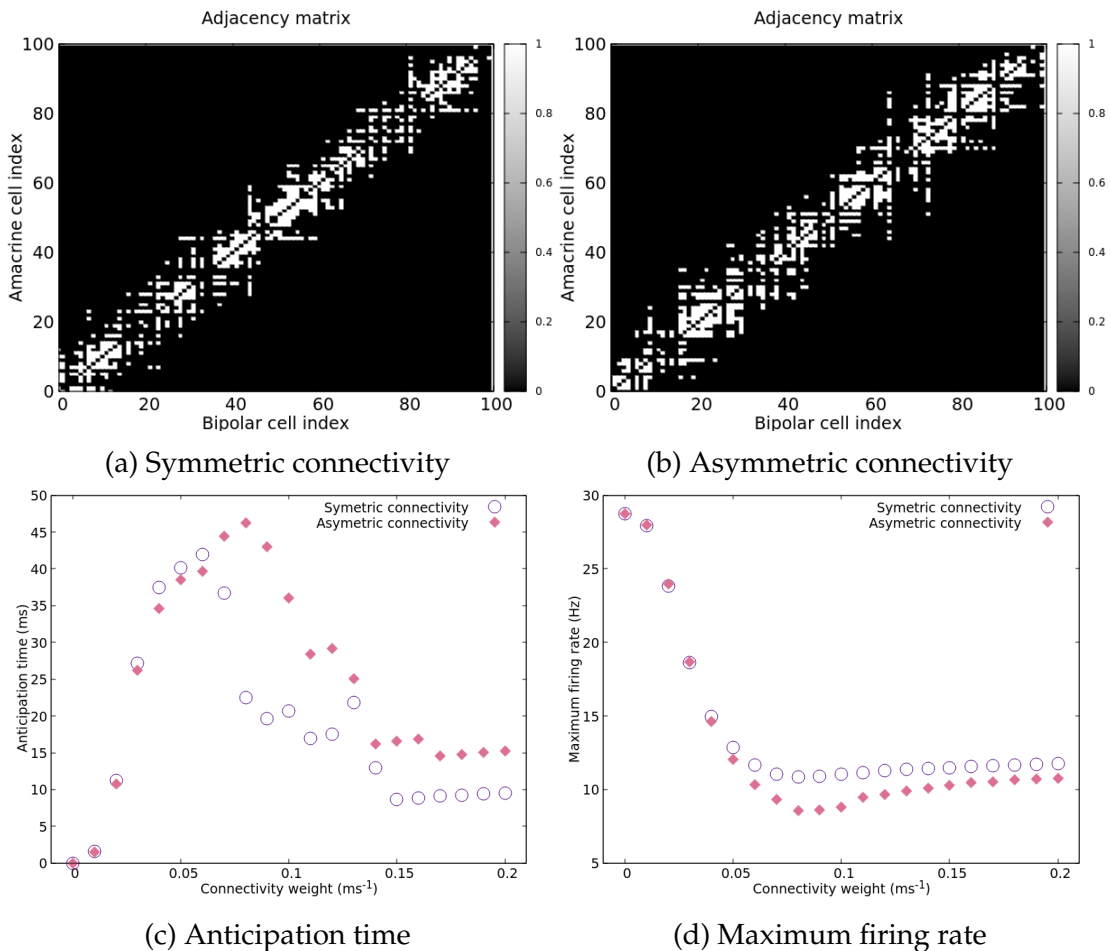 Adjacency matrix
100
80
60
40
20
0
0 20 40 60 80 100
Amacrine cell index
Bipolar cell index
1
0.8
0.6
0.4
0.2
0
(a) Symmetric connectivity
Adjacency matrix
100
80
60
40
20
0
0 20 40 60 80 100
Amacrine cell index
Bipolar cell index
1
0.8
0.6
0.4
0.2
0
(b) Asymmetric connectivity
50
45
40
35
30
25
20
15
10
5
0
0 0.05 0.1 0.15 0.2
Anticipation time (ms)
Connectivity weight (ms-1)
Symetric connectivity
Asymetric connectivity
(c) Anticipation time
30
25
20
15
10
5
0 0.05 0.1 0.15 0.2
Maximum firing rate (Hz)
Connectivity weight (ms-1)
Symetric connectivity
Asymetric connectivity
(d) Maximum firing rate